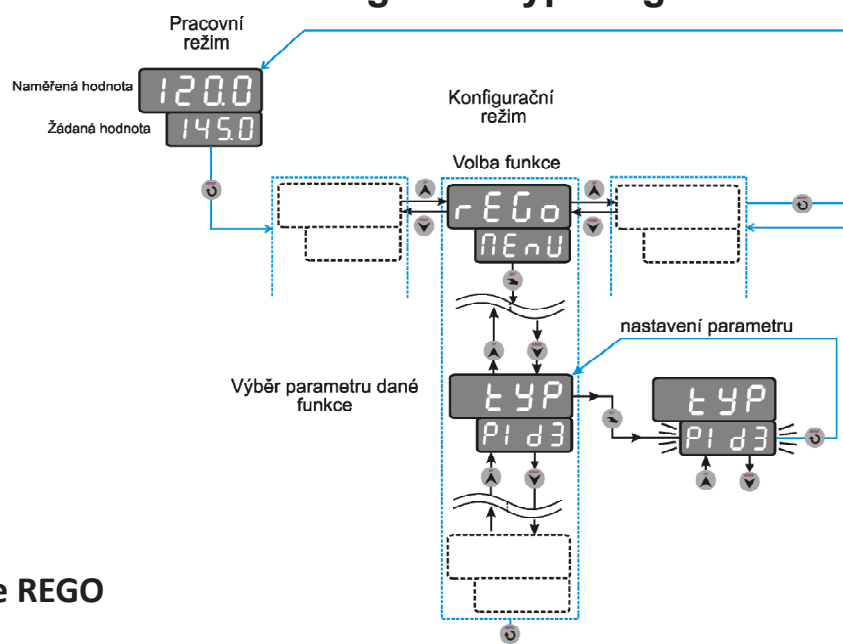 Pracovní
režim
Naměřená hodnota
120.0
Žádaná hodnota
145.0
Konfigurační
režim
Volba funkce
rEGo
MEnU
nastavení parametru
Výběr parametru dané
funkce
tYP
PId3
tYP
PId3
REGO